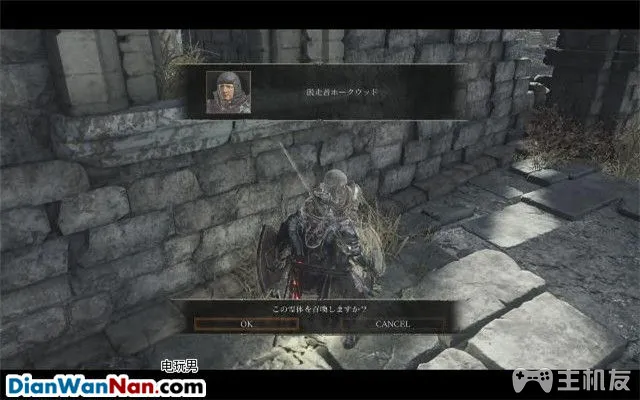 脱走者ホークウッド
この霊体を召喚しますか?
OK
CANCEL
电玩男
DianWanNan.com
主机友